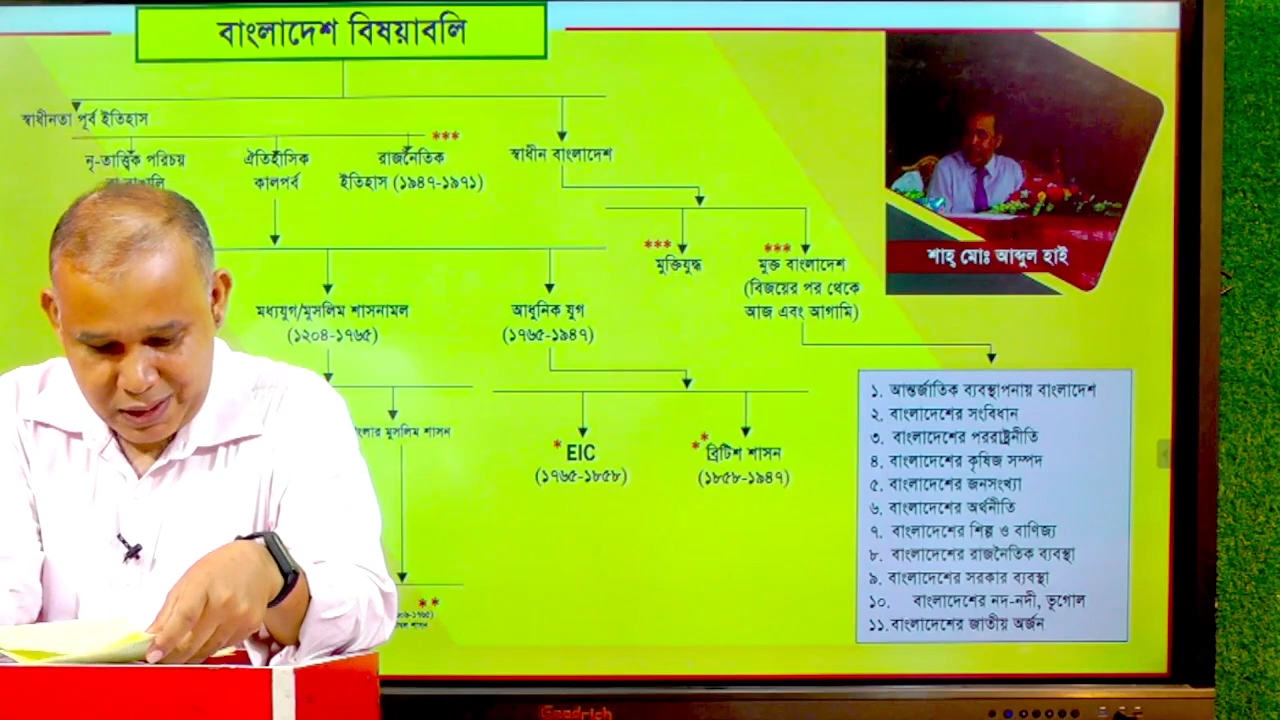 বাংলাদেশ বিষয়াবলি
স্বাধীনতা পূর্ব ইতিহাস
***
নৃ-তাত্ত্বিক পরিচয়
ঐতিহাসিক
কালপর্ব
রাজনৈতিক
ইতিহাস (১৯৪৭-১৯৭১)
স্বাধীন বাংলাদেশ
***
মুক্তিযুদ্ধ
***
মুক্ত বাংলাদেশ
(বিজয়ের পর থেকে
আজ এবং আগামি)
শাহ্ মোঃ আব্দুল হাই
মধ্যযুগ/মুসলিম শাসনামল
(১২০৪-১৭৬৫)
আধুনিক যুগ
(১৭৬৫-১৯৪৭)
মুসলিম শাসন
*EIC
(১৭৬৫-১৮৫৮)
**ব্রিটিশ শাসন
(১৮৫৮-১৯৪৭)
**
১. আন্তর্জাতিক ব্যবস্থাপনায় বাংলাদেশ
২. বাংলাদেশের সংবিধান
৩. বাংলাদেশের পররাষ্ট্রনীতি
৪. বাংলাদেশের কৃষিজ সম্পদ
৫. বাংলাদেশের জনসংখ্যা
৬. বাংলাদেশের অর্থনীতি
৭. বাংলাদেশের শিল্প ও বাণিজ্য
৮. বাংলাদেশের রাজনৈতিক ব্যবস্থা
৯. বাংলাদেশের সরকার ব্যবস্থা
১০. বাংলাদেশের নদ-নদী, ভূগোল
১১. বাংলাদেশের জাতীয় অর্জন
Goodrich